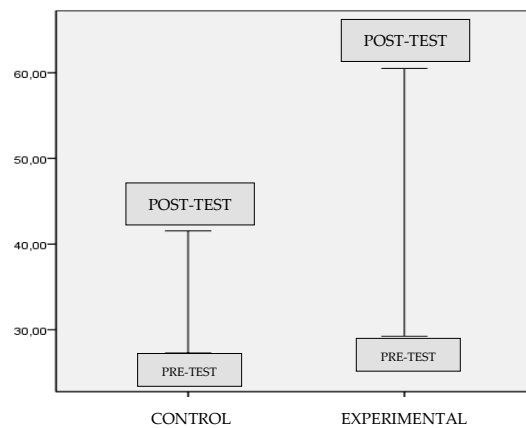 POST-TEST
60,00
50,00
POST-TEST
40,00
30,00
PRE-TEST
PRE-TEST
CONTROL EXPERIMENTAL